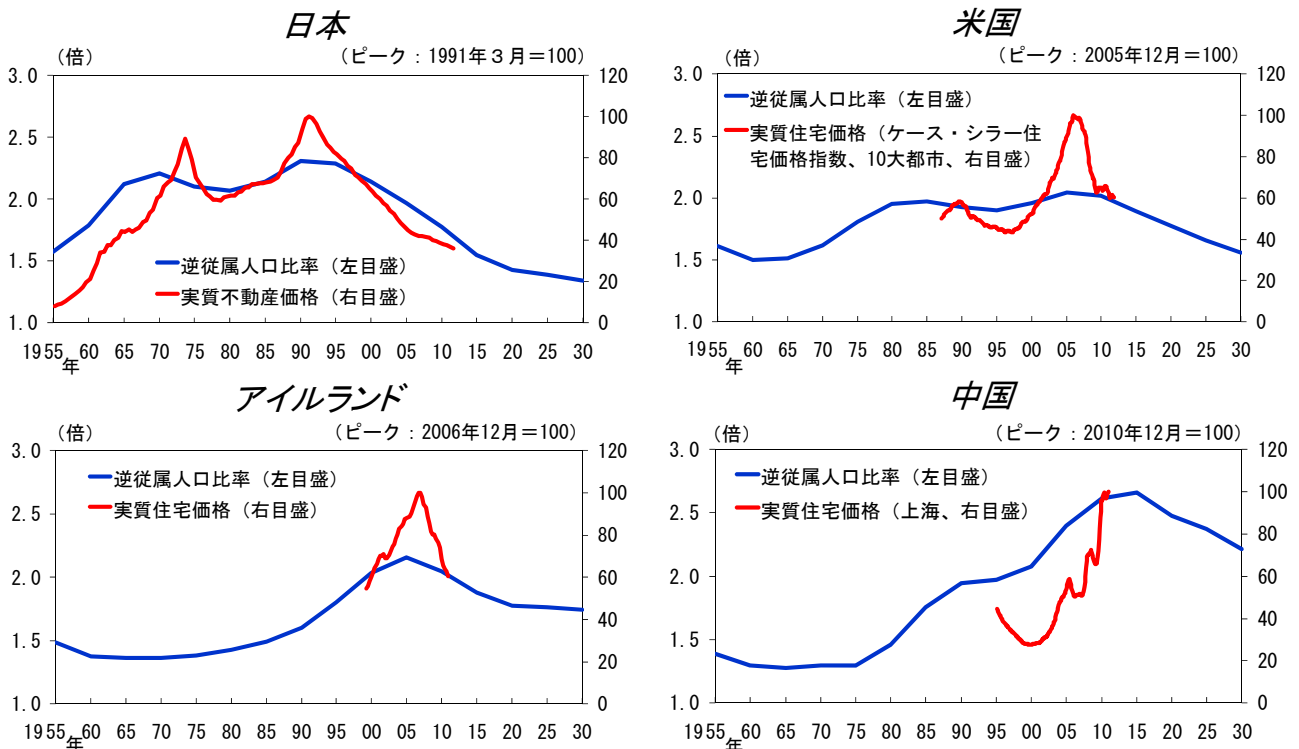 日本
（倍）
（ピーク：1991年３月＝100）
3.0
2.5
2.0
1.5
1.0
120
100
80
60
40
20
0
逆従属人口比率（左目盛）
実質不動産価格（右目盛）
1955 60 65 70 75 80 85 90 95 00 05 10 15 20 25 30
年
米国
（倍）
（ピーク：2005年12月＝100）
3.0
2.5
2.0
1.5
1.0
120
100
80
60
40
20
0
逆従属人口比率（左目盛）
実質住宅価格（ケース・シラー住
宅価格指数、10大都市、右目盛）
1955 60 65 70 75 80 85 90 95 00 05 10 15 20 25 30
年
アイルランド
（倍）
（ピーク：2006年12月＝100）
3.0
2.5
2.0
1.5
1.0
120
100
80
60
40
20
0
逆従属人口比率（左目盛）
実質住宅価格（右目盛）
1955 60 65 70 75 80 85 90 95 00 05 10 15 20 25 30
年
中国
（倍）
（ピーク：2010年12月＝100）
3.0
2.5
2.0
1.5
1.0
120
100
80
60
40
20
0
逆従属人口比率（左目盛）
実質住宅価格（上海、右目盛）
1955 60 65 70 75 80 85 90 95 00 05 10 15 20 25 30
年